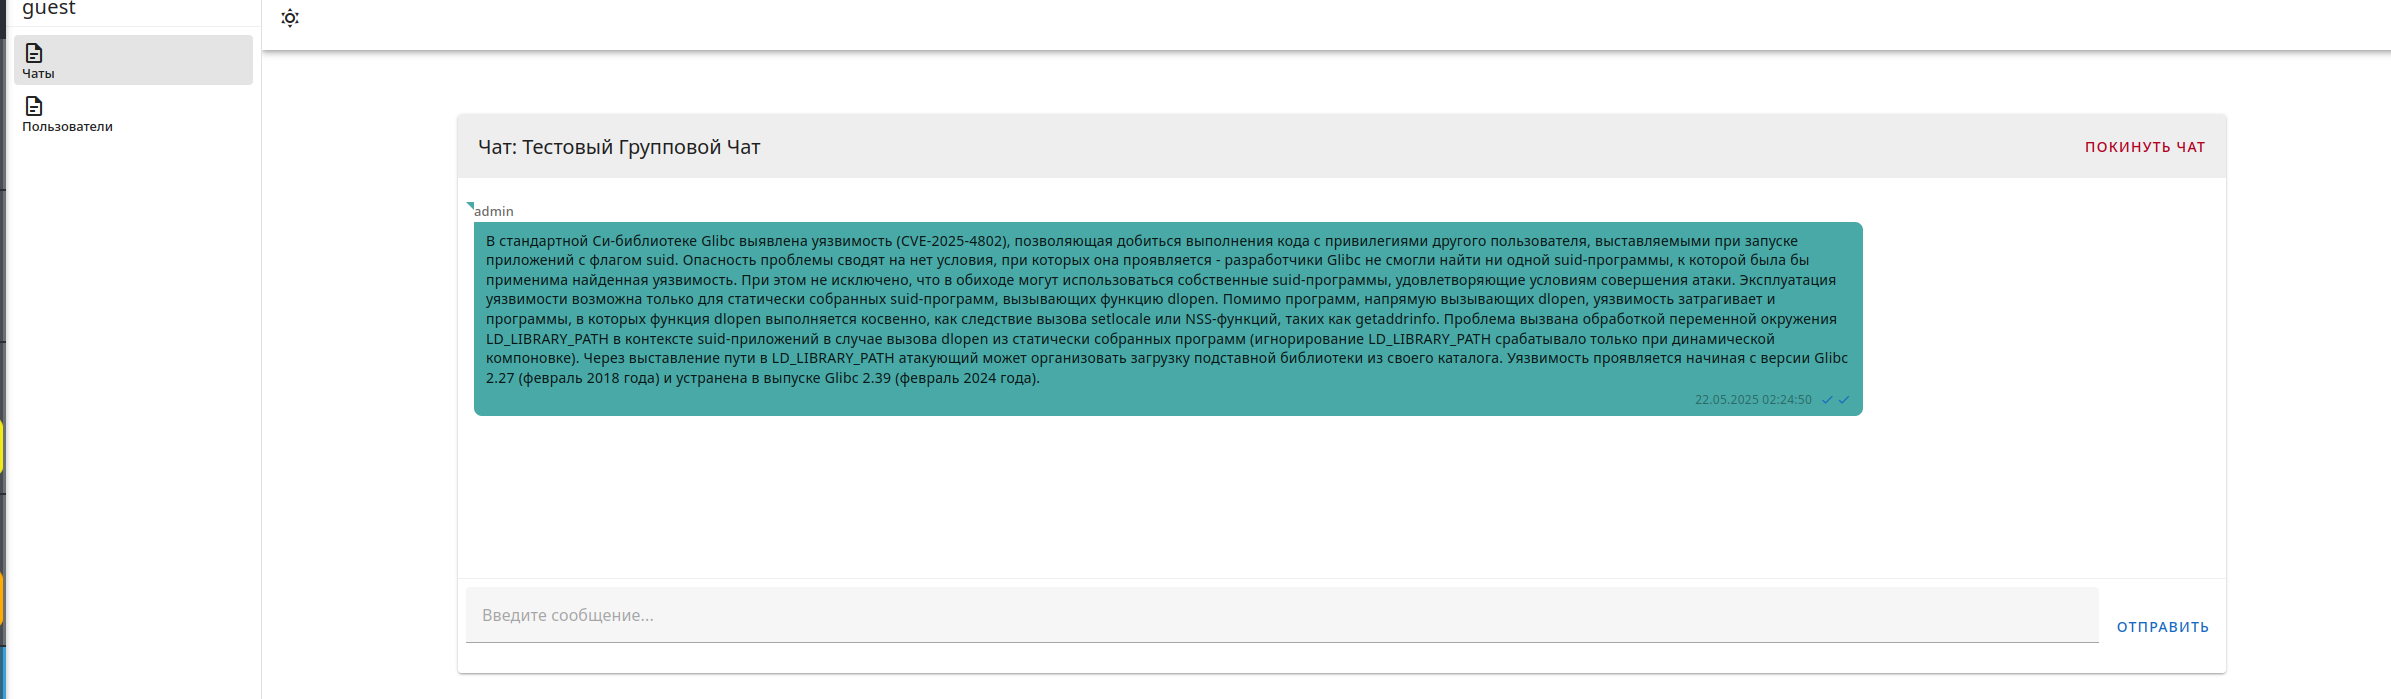 guest
Чаты
Пользователи
Чат: Тестовый Групповой Чат
ПОКИНУТЬ ЧАТ
admin
В стандартной Си-библиотеке Glibc выявлена уязвимость (CVE-2025-4802), позволяющая добиться выполнения кода с привилегиями другого пользователя, выставляемыми при запуске
приложений с флагом suid. Опасность проблемы сводят на нет условия, при которых она проявляется - разработчики Glibc не смогли найти ни одной suid-программы, к которой была бы
применима найденная уязвимость. При этом не исключено, что в обиходе могут использоваться собственные suid-программы, удовлетворяющие условиям совершения атаки. Эксплуатация
уязвимости возможна только для статически собранных suid-программ, вызывающих функцию dlopen. Помимо программ, напрямую вызывающих dlopen, уязвимость затрагивает и
программы, в которых функция dlopen выполняется косвенно, как следствие вызова setlocale или NSS-функций, таких как getaddrinfo. Проблема вызвана обработкой переменной окружения
LD_LIBRARY_PATH в контексте suid-приложений в случае вызова dlopen из статически собранных программ (игнорирование LD_LIBRARY_PATH срабатывало только при динамической
компоновке). Через выставление пути в LD_LIBRARY_PATH атакующий может организовать загрузку подставной библиотеки из своего каталога. Уязвимость проявляется начиная с версии Glibc
2.27 (февраль 2018 года) и устранена в выпуске Glibc 2.39 (февраль 2024 года).
22.05.2025 02:24:50
Введите сообщение...
ОТПРАВИТЬ